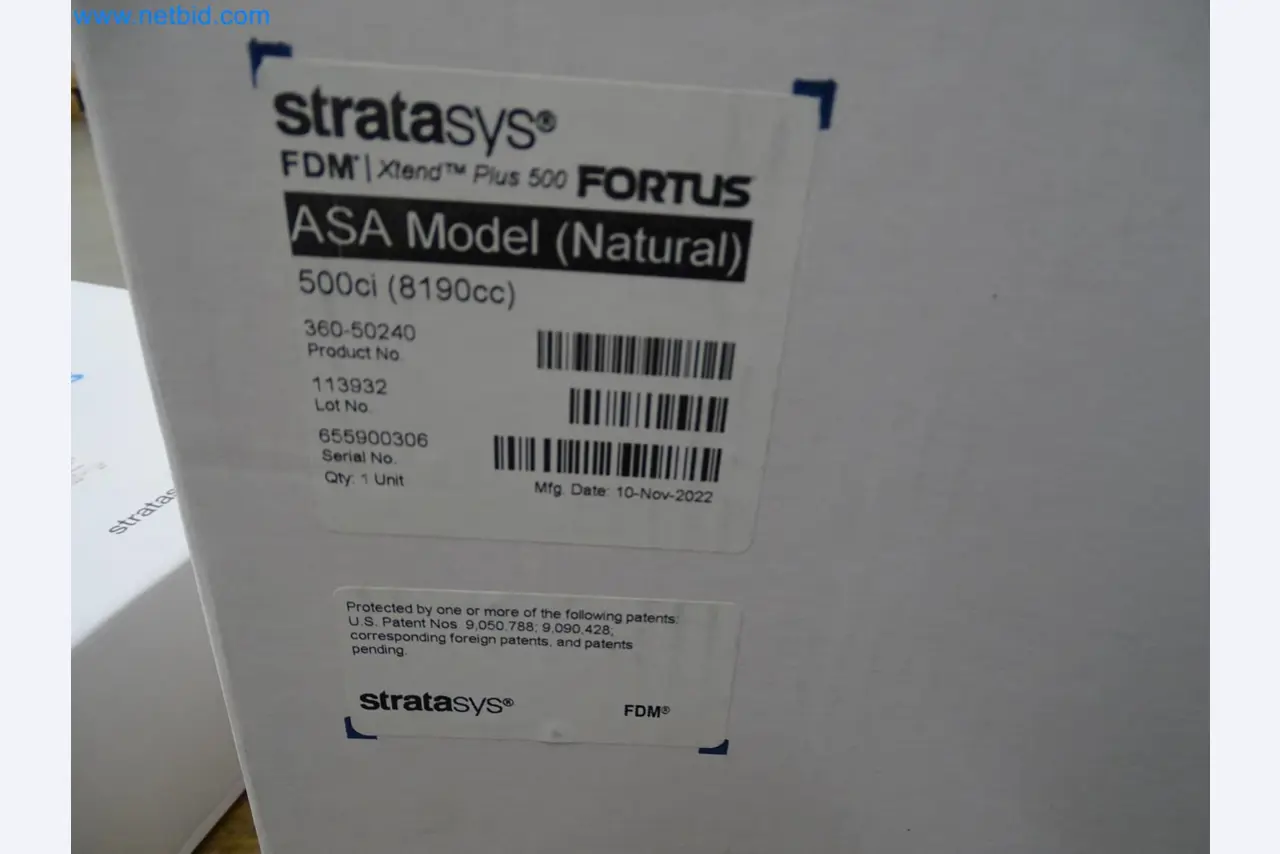 www.netbid.com
stratasys®
FDM® | Xtend™ Plus 500 FORTUS
ASA Model (Natural)
500ci (8190cc)
360-50240
Product No.
113932
Lot No.
655900306
Serial No.
Qty: 1 Unit
Mfg. Date: 10-Nov-2022
Protected by one or more of the following patents:
U.S. Patent Nos. 9,050,788; 9,090,428;
corresponding foreign patents, and patents
pending.
stratasys®
FDM®
stratas